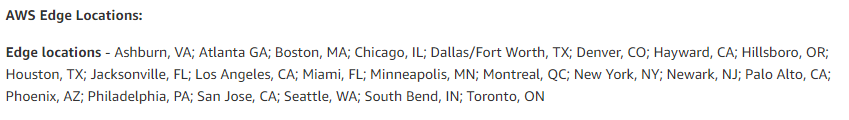 AWS Edge Locations:
Edge locations - Ashburn, VA; Atlanta GA; Boston, MA; Chicago, IL; Dallas/Fort Worth, TX; Denver, CO; Hayward, CA; Hillsboro, OR;
Houston, TX; Jacksonville, FL; Los Angeles, CA; Miami, FL; Minneapolis, MN; Montreal, QC; New York, NY; Newark, NJ; Palo Alto, CA;
Phoenix, AZ; Philadelphia, PA; San Jose, CA; Seattle, WA; South Bend, IN; Toronto, ON